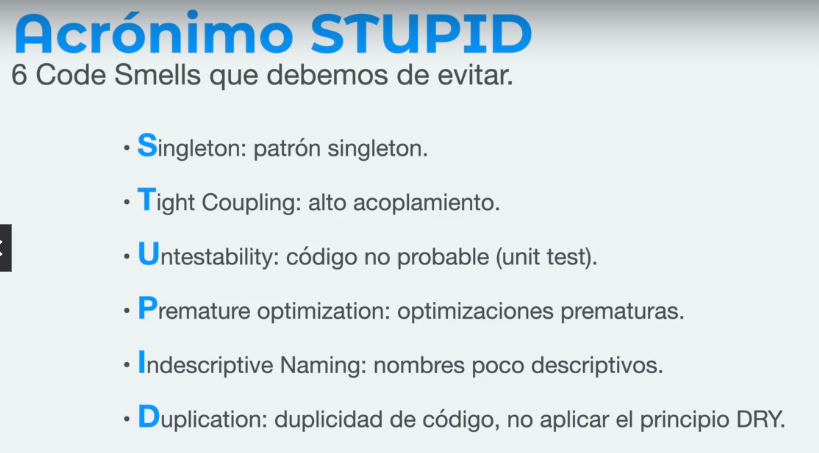 Acrónimo STUPID
6 Code Smells que debemos de evitar.
• Singleton: patrón singleton.
• Tight Coupling: alto acoplamiento.
• Untestability: código no probable (unit test).
• Premature optimization: optimizaciones prematuras.
• Indescriptive Naming: nombres poco descriptivos.
• Duplication: duplicidad de código, no aplicar el principio DRY.